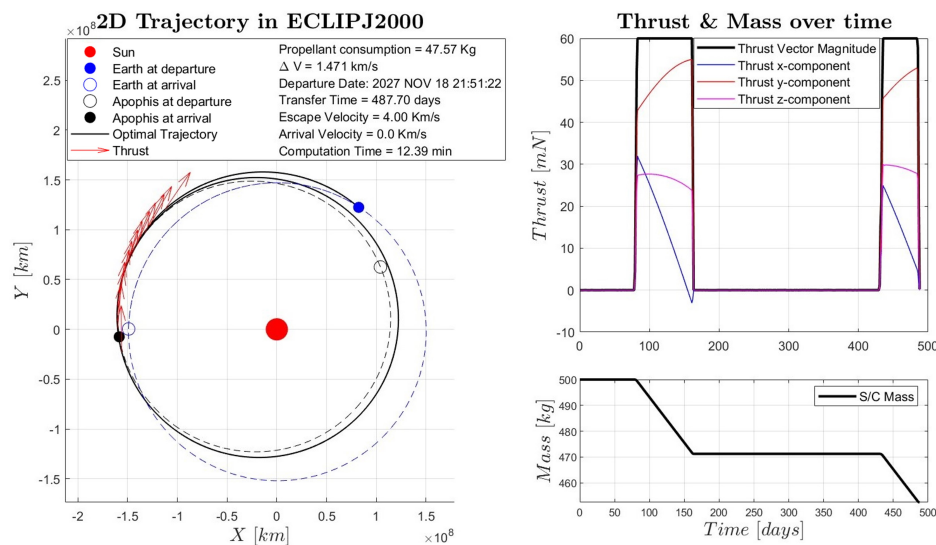 2D Trajectory in ECLIPJ2000
×10⁸
Sun
Earth at departure
Earth at arrival
Apophis at departure
Apophis at arrival
Optimal Trajectory
Thrust
Propellant consumption = 47.57 Kg
Δ V = 1.471 km/s
Departure Date: 2027 NOV 18 21:51:22
Transfer Time = 487.70 days
Escape Velocity = 4.00 Km/s
Arrival Velocity = 0.0 Km/s
Computation Time = 12.39 min
2.5
2
1.5
1
0.5
0
-0.5
-1
-1.5
Y [km]
-2 -1.5 -1 -0.5 0 0.5 1 1.5
X [km]
×10⁸
Thrust & Mass over time
Thrust Vector Magnitude
Thrust x-component
Thrust y-component
Thrust z-component
60
50
40
30
20
10
0
-10
Thrust [mN]
0 100 200 300 400 500
S/C Mass
500
490
480
470
460
Mass [kg]
0 50 100 150 200 250 300 350 400 450 500
Time [days]